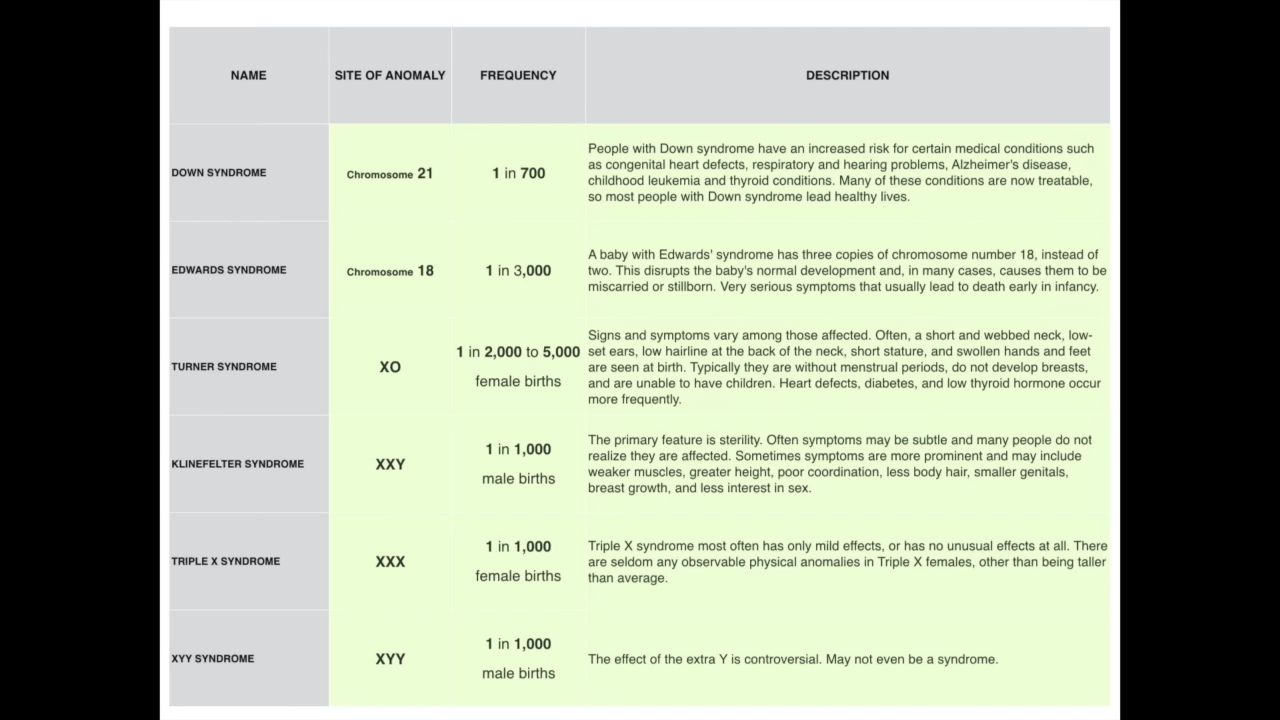 NAME SITE OF ANOMALY FREQUENCY DESCRIPTION
DOWN SYNDROME
Chromosome 21
1 in 700
People with Down syndrome have an increased risk for certain medical conditions such
as congenital heart defects, respiratory and hearing problems, Alzheimer's disease,
childhood leukemia and thyroid conditions. Many of these conditions are now treatable,
so most people with Down syndrome lead healthy lives.
EDWARDS SYNDROME
Chromosome 18
1 in 3,000
A baby with Edwards' syndrome has three copies of chromosome number 18, instead of
two. This disrupts the baby's normal development and, in many cases, causes them to be
miscarried or stillborn. Very serious symptoms that usually lead to death early in infancy.
TURNER SYNDROME
XO
1 in 2,000 to 5,000
female births
Signs and symptoms vary among those affected. Often, a short and webbed neck, low-
set ears, low hairline at the back of the neck, short stature, and swollen hands and feet
are seen at birth. Typically they are without menstrual periods, do not develop breasts,
and are unable to have children. Heart defects, diabetes, and low thyroid hormone occur
more frequently.
KLINEFELTER SYNDROME
XXY
1 in 1,000
male births
The primary feature is sterility. Often symptoms may be subtle and many people do not
realize they are affected. Sometimes symptoms are more prominent and may include
weaker muscles, greater height, poor coordination, less body hair, smaller genitals,
breast growth, and less interest in sex.
TRIPLE X SYNDROME
XXX
1 in 1,000
female births
Triple X syndrome most often has only mild effects, or has no unusual effects at all. There
are seldom any observable physical anomalies in Triple X females, other than being taller
than average.
XYY SYNDROME
XYY
1 in 1,000
male births
The effect of the extra Y is controversial. May not even be a syndrome.